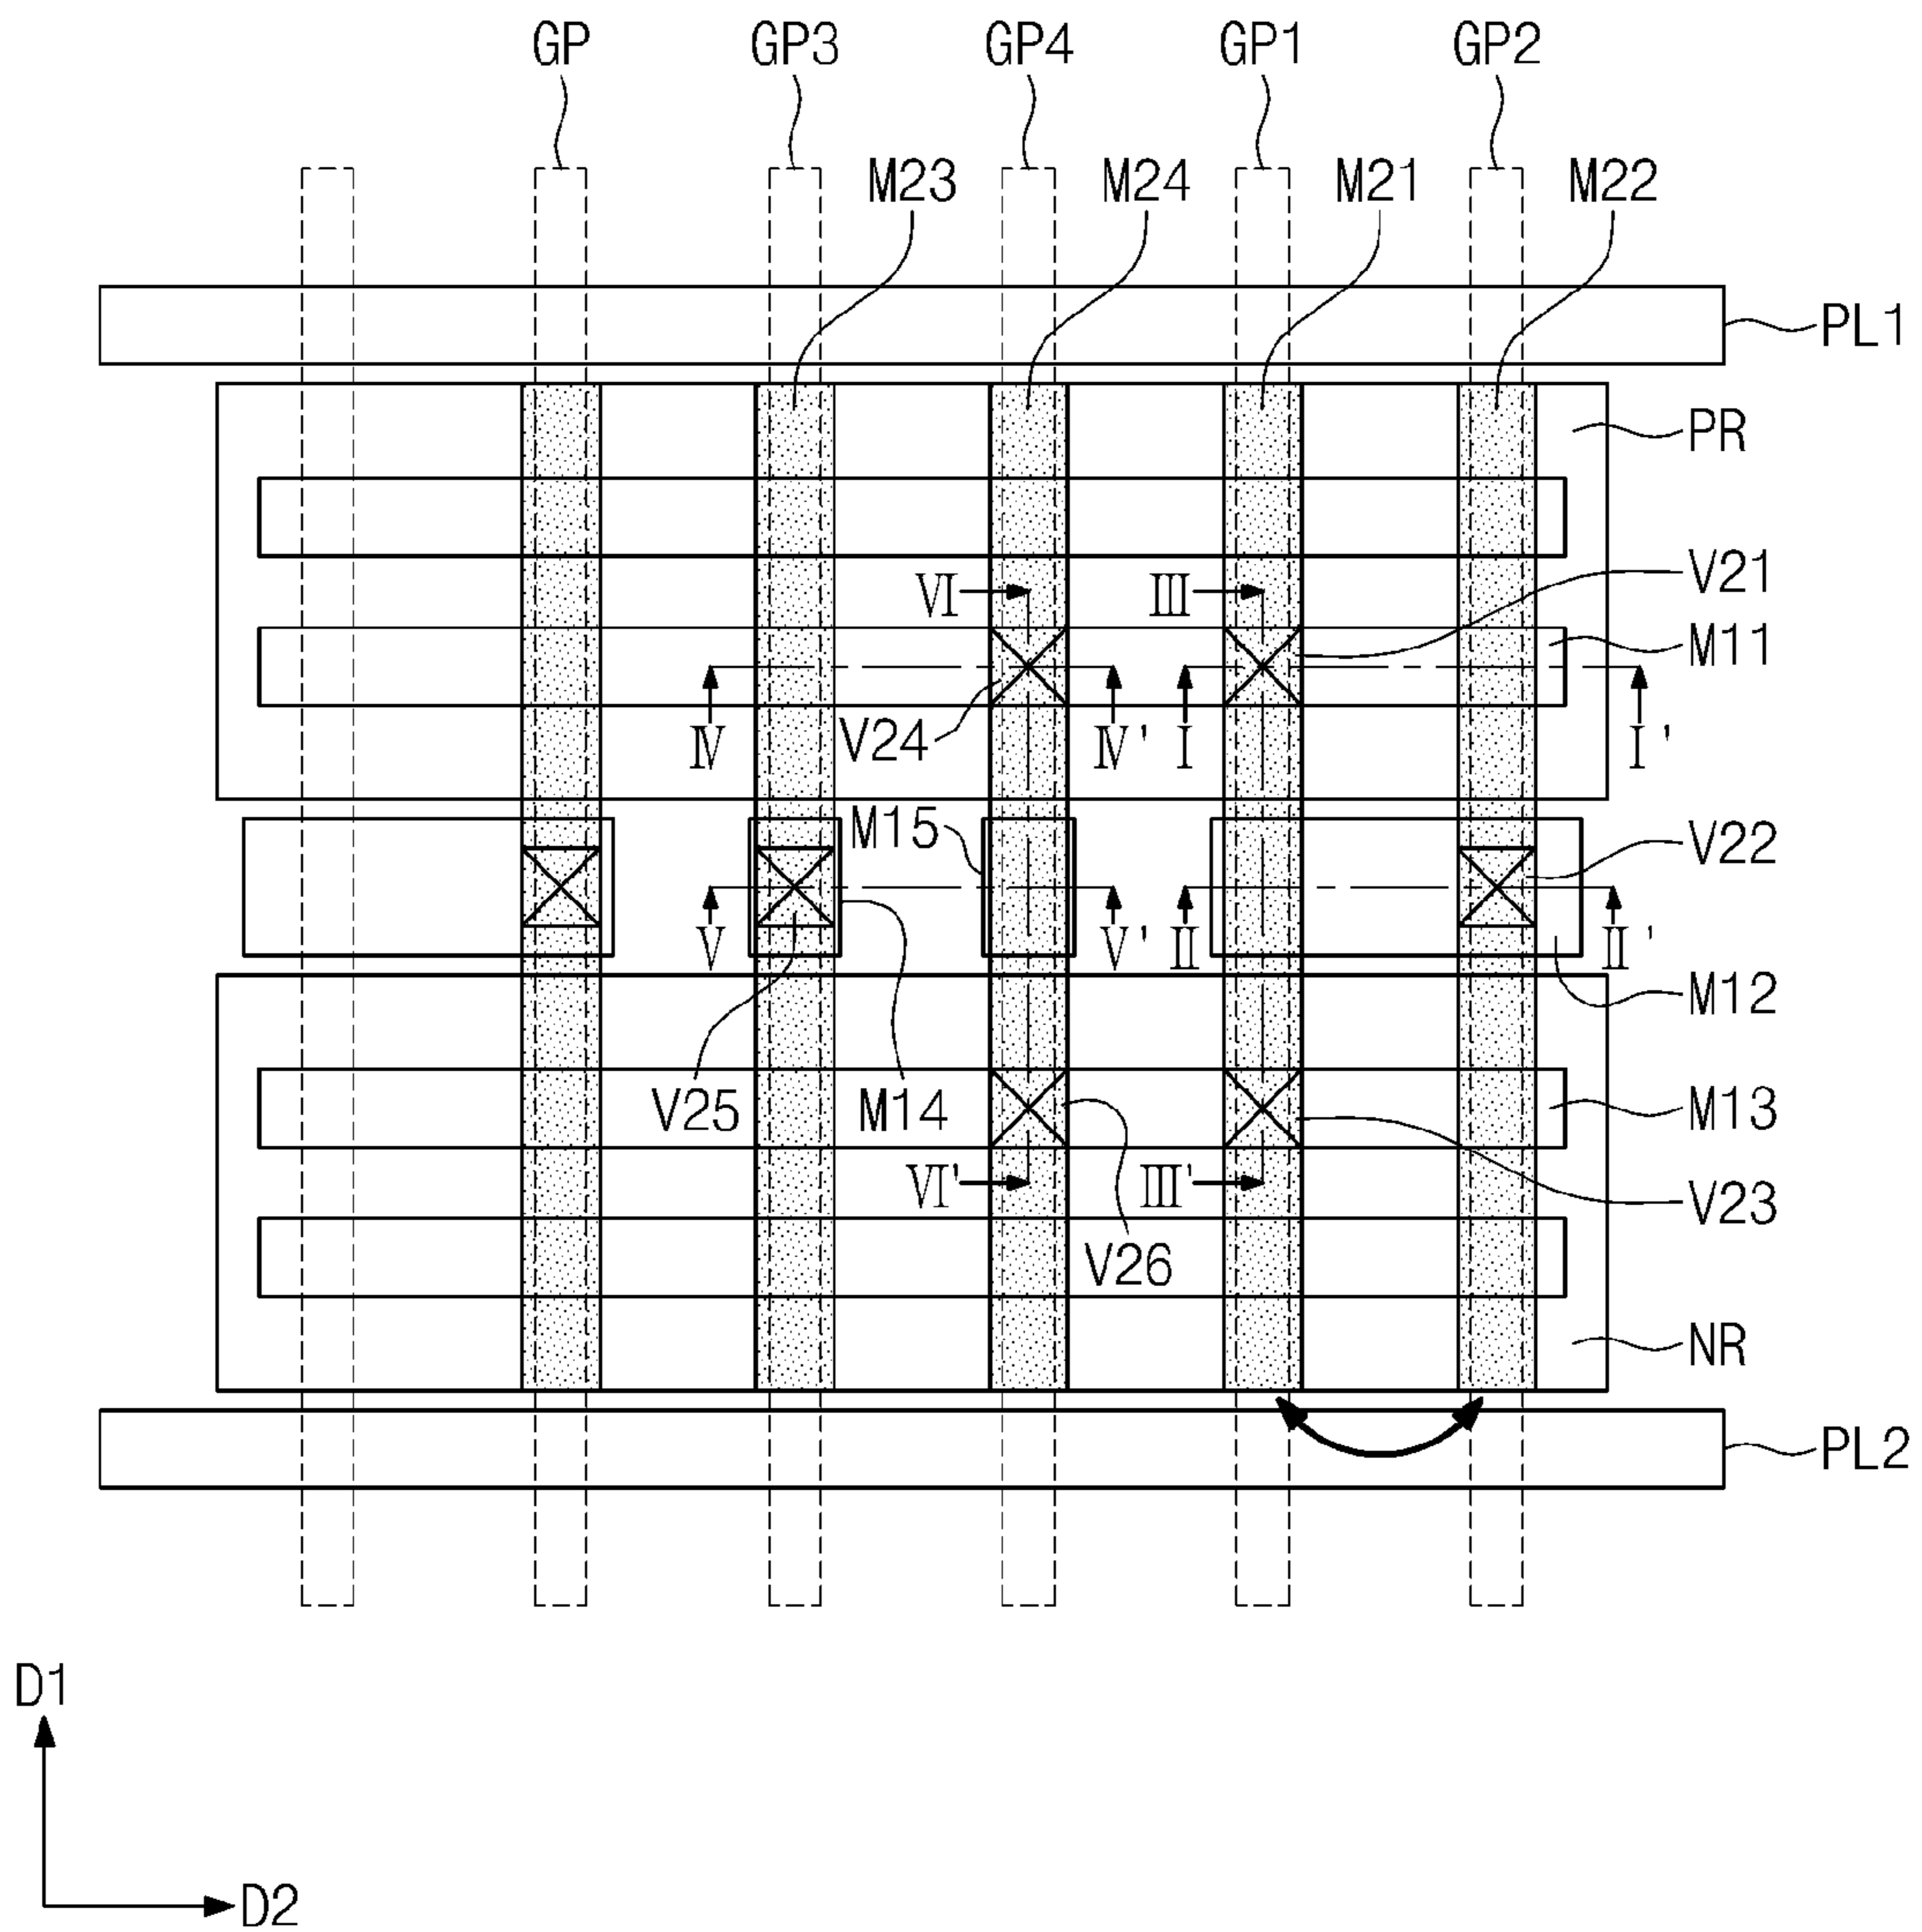 GP GP3 GP4 GP1 GP2
M23 M24 M21 M22
PL1
PR
V21
VI III
M11
V24 IV IV' I I'
M15 V22
V V' II II'
M12
V25 M14 M13
VI' III' V23
V26
NR
PL2
D1
D2